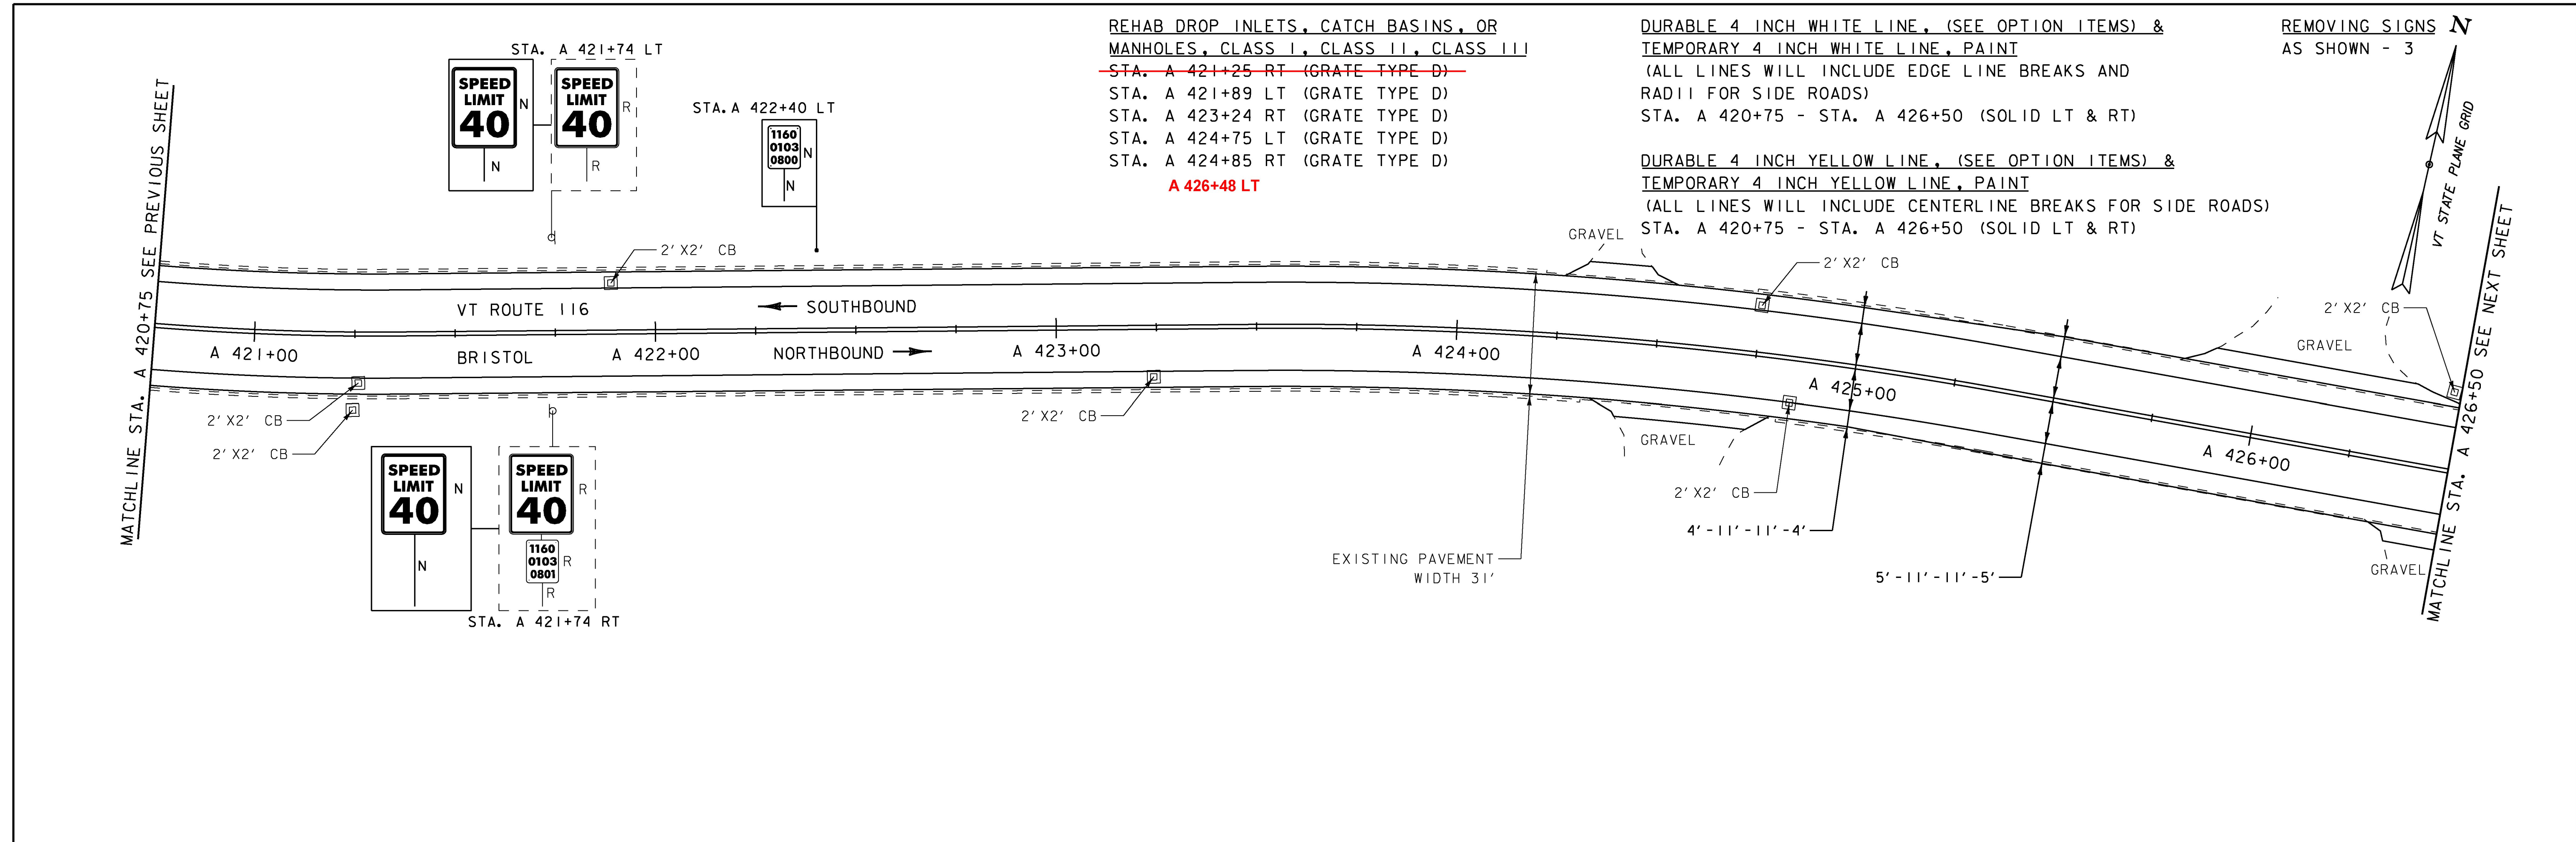 REHAB DROP INLETS, CATCH BASINS, OR
MANHOLES, CLASS I, CLASS II, CLASS III
STA. A 421+25 RT (GRATE TYPE D)
STA. A 421+89 LT (GRATE TYPE D)
STA. A 423+24 RT (GRATE TYPE D)
STA. A 424+75 LT (GRATE TYPE D)
STA. A 424+85 RT (GRATE TYPE D)
A 426+48 LT
DURABLE 4 INCH WHITE LINE, (SEE OPTION ITEMS) &
TEMPORARY 4 INCH WHITE LINE, PAINT
(ALL LINES WILL INCLUDE EDGE LINE BREAKS AND
RADII FOR SIDE ROADS)
STA. A 420+75 - STA. A 426+50 (SOLID LT & RT)
DURABLE 4 INCH YELLOW LINE, (SEE OPTION ITEMS) &
TEMPORARY 4 INCH YELLOW LINE, PAINT
(ALL LINES WILL INCLUDE CENTERLINE BREAKS FOR SIDE ROADS)
STA. A 420+75 - STA. A 426+50 (SOLID LT & RT)
REMOVING SIGNS
AS SHOWN - 3
N
VT STATE PLANE GRID
STA. A 421+74 LT
SPEED
LIMIT
40
N
N
SPEED
LIMIT
40
R
R
STA. A 422+40 LT
1160
0103
0800
N
N
MATCHLINE STA. A 420+75 SEE PREVIOUS SHEET
2'X2' CB
VT ROUTE 116
SOUTHBOUND
A 421+00
BRISTOL
A 422+00
NORTHBOUND
A 423+00
A 424+00
A 425+00
A 426+00
GRAVEL
2'X2' CB
2'X2' CB
GRAVEL
MATCHLINE STA. A 426+50 SEE NEXT SHEET
2'X2' CB
2'X2' CB
2'X2' CB
GRAVEL
2'X2' CB
4'-11'-11'-4'
EXISTING PAVEMENT
WIDTH 31'
5'-11'-11'-5'
GRAVEL
SPEED
LIMIT
40
N
N
SPEED
LIMIT
40
R
1160
0103
0801
R
R
STA. A 421+74 RT